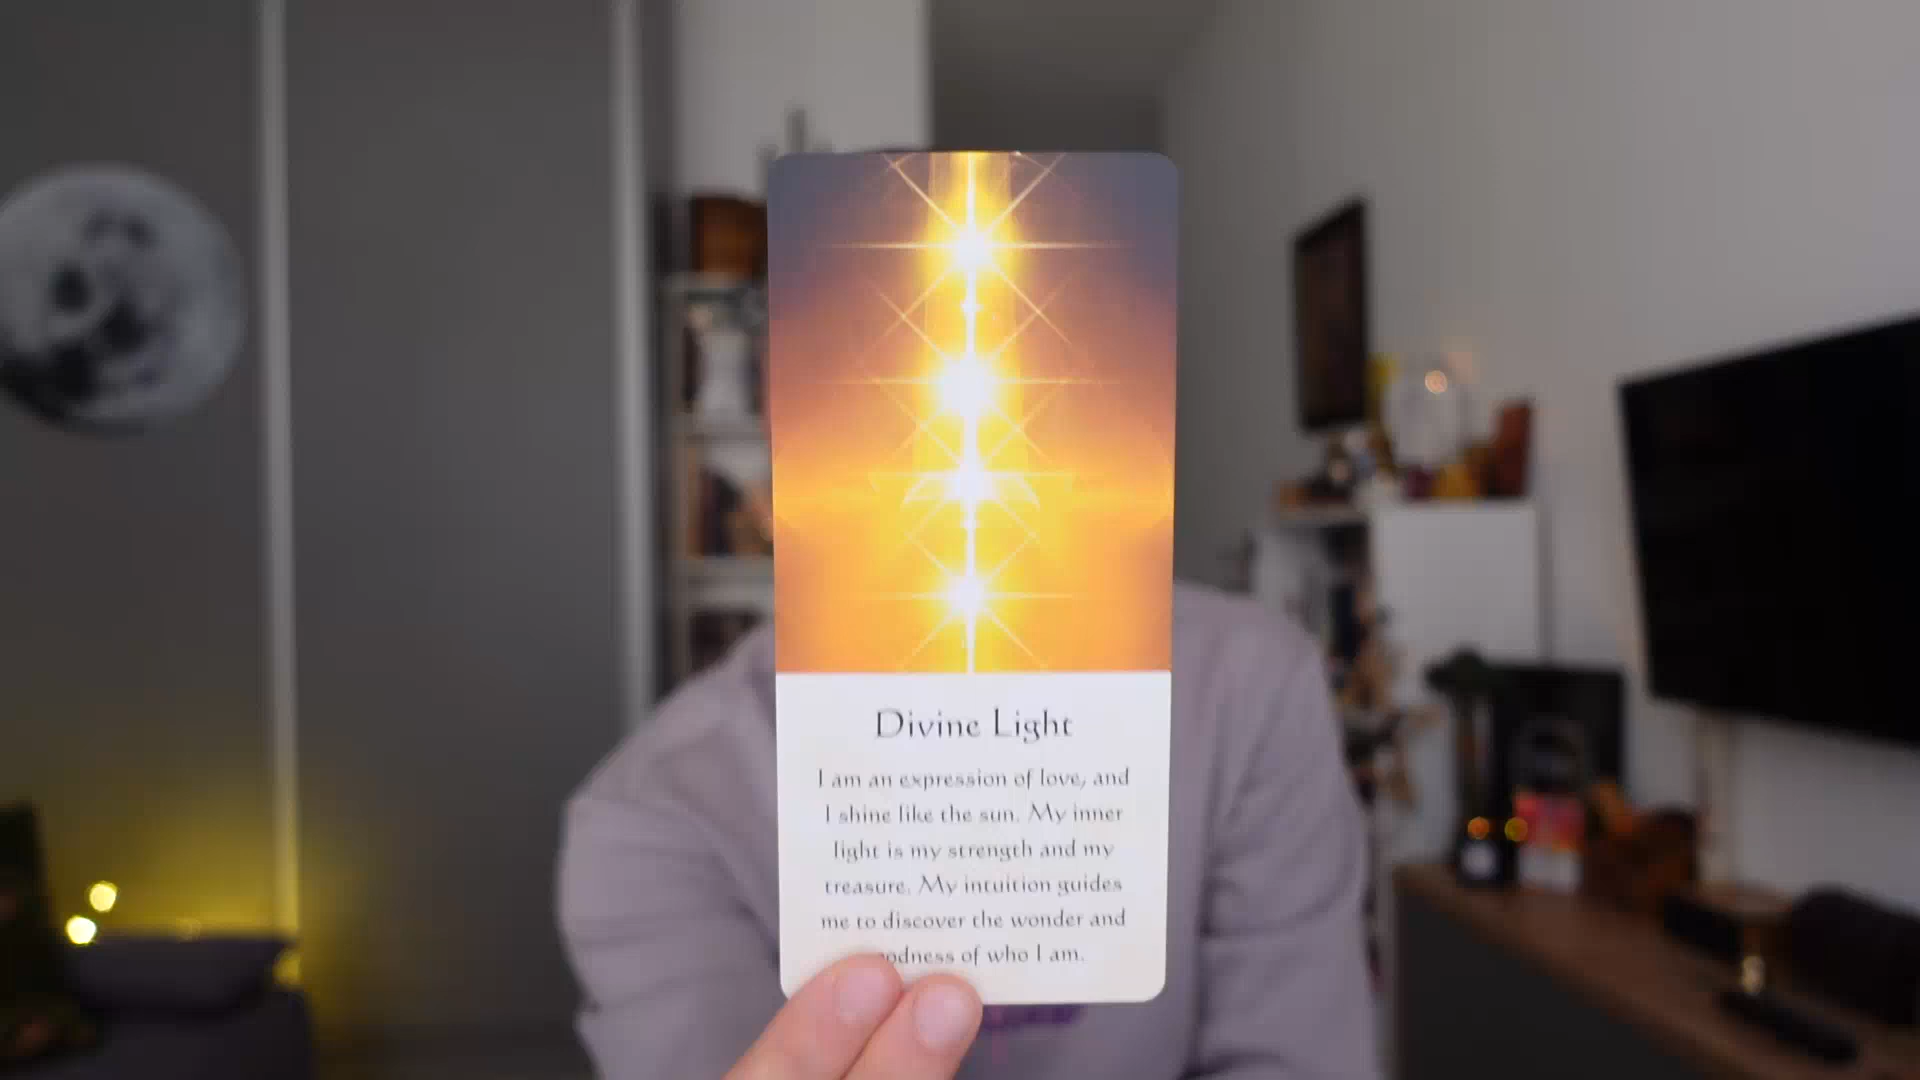 Divine Light
I am an expression of love, and
I shine like the sun. My inner
light is my strength and my
treasure. My intuition guides
me to discover the wonder and
odness of who I am.